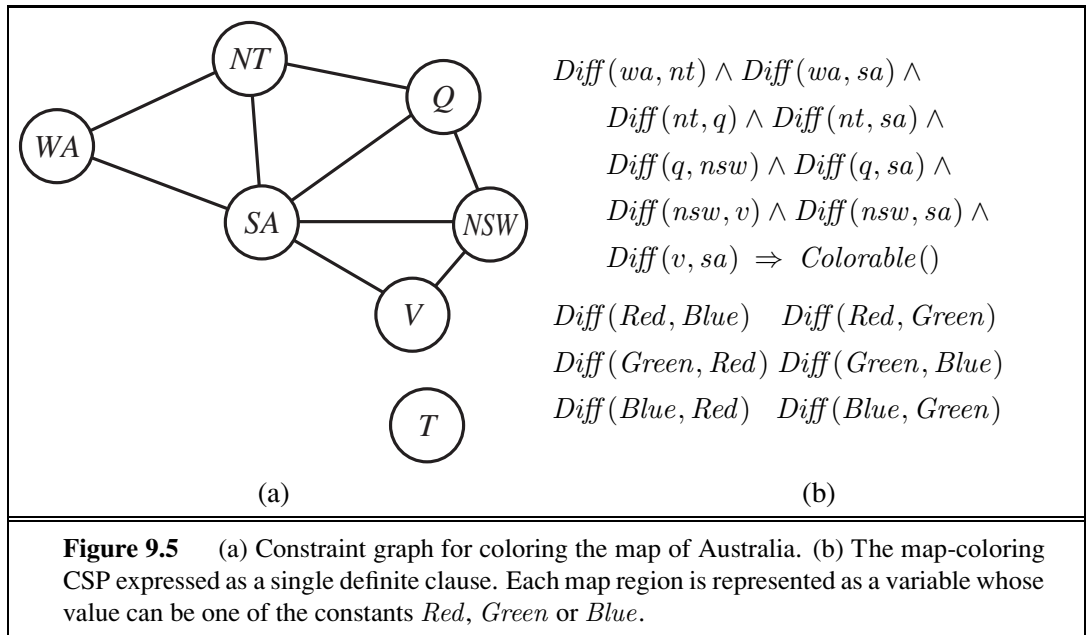 NT
Q
WA
SA
NSW
V
T
(a)
Diff(wa, nt) ∧ Diff(wa, sa) ∧
Diff(nt, q) ∧ Diff(nt, sa) ∧
Diff(q, nsw) ∧ Diff(q, sa) ∧
Diff(nsw, v) ∧ Diff(nsw, sa) ∧
Diff(v, sa) ⇒ Colorable()
Diff(Red, Blue) Diff(Red, Green)
Diff(Green, Red) Diff(Green, Blue)
Diff(Blue, Red) Diff(Blue, Green)
(b)
Figure 9.5 (a) Constraint graph for coloring the map of Australia. (b) The map-coloring
CSP expressed as a single definite clause. Each map region is represented as a variable whose
value can be one of the constants Red, Green or Blue.